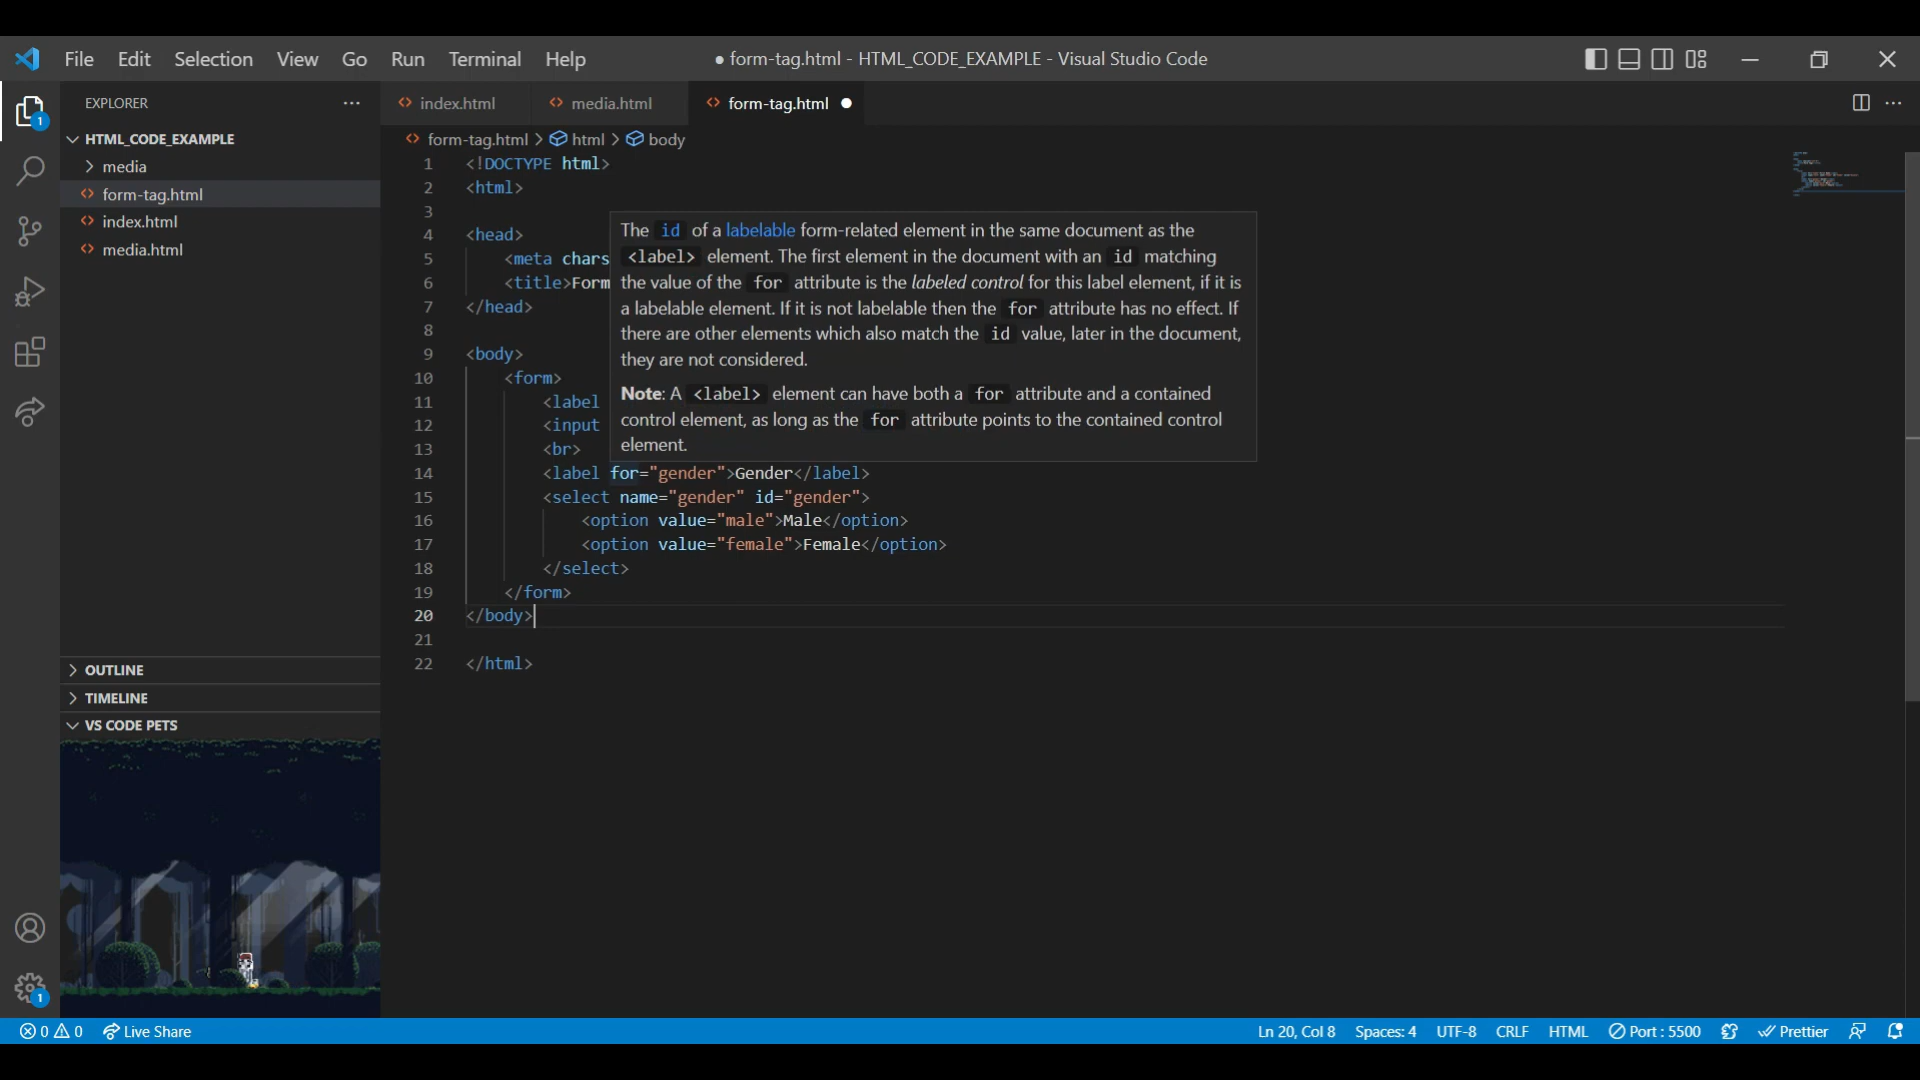 File Edit Selection View Go Run Terminal Help
● form-tag.html - HTML_CODE_EXAMPLE - Visual Studio Code
EXPLORER
HTML_CODE_EXAMPLE
media
form-tag.html
index.html
media.html
OUTLINE
TIMELINE
VS CODE PETS
1
1
index.html media.html form-tag.html
form-tag.html > html > body
1 <!DOCTYPE html>
2 <html>
3
4 <head>
5 <meta chars
6 <title>Form
7 </head>
8
9 <body>
10 <form>
11 <label
12 <input
13 <br>
14 <label for="gender">Gender</label>
15 <select name="gender" id="gender">
16 <option value="male">Male</option>
17 <option value="female">Female</option>
18 </select>
19 </form>
20 </body>
21
22 </html>
The id of a labelable form-related element in the same document as the
<label> element. The first element in the document with an id matching
the value of the for attribute is the labeled control for this label element, if it is
a labelable element. If it is not labelable then the for attribute has no effect. If
there are other elements which also match the id value, later in the document,
they are not considered.
Note: A <label> element can have both a for attribute and a contained
control element, as long as the for attribute points to the contained control
element.
0 0 Live Share
Ln 20, Col 8 Spaces: 4 UTF-8 CRLF HTML Port : 5500 Prettier